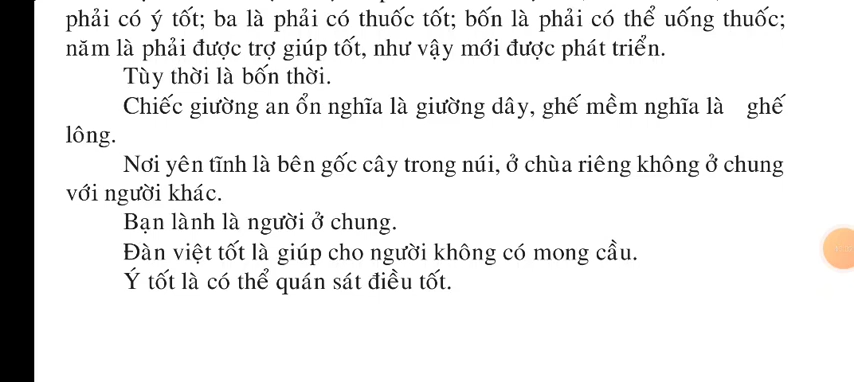 phải có ý tốt; ba là phải có thuốc tốt; bốn là phải có thể uống thuốc;
năm là phải được trợ giúp tốt, như vậy mới được phát triển.
Tùy thời là bốn thời.
Chiếc giường an ổn nghĩa là giường dây, ghế mềm nghĩa là ghế
lông.
Nơi yên tĩnh là bên gốc cây trong núi, ở chùa riêng không ở chung
với người khác.
Bạn lành là người ở chung.
Đàn việt tốt là giúp cho người không có mong cầu.
Ý tốt là có thể quán sát điều tốt.